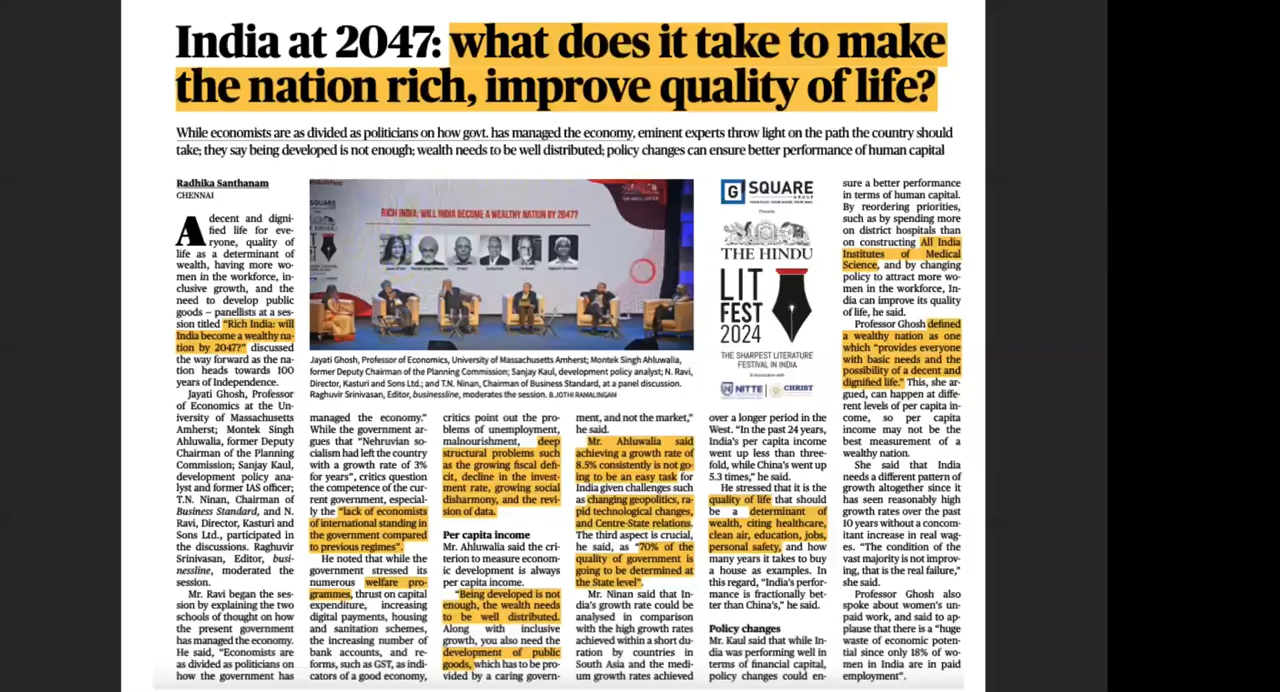 India at 2047: what does it take to make
the nation rich, improve quality of life?
While economists are as divided as politicians on how govt. has managed the economy, eminent experts throw light on the path the country should
take; they say being developed is not enough; wealth needs to be well distributed; policy changes can ensure better performance of human capital
Radhika Santhanam
CHENNAI
A decent and digni-
fied life for eve-
ryone, quality of
life as a determinant of
wealth, having more wo-
men in the workforce, in-
clusive growth, and the
need to develop public
goods – panellists at a ses-
sion titled “Rich India: will
India become a wealthy na-
tion by 2047?” discussed
the way forward as the na-
tion heads towards 100
years of Independence.
Jayati Ghosh, Professor
of Economics at the Un-
iversity of Massachusetts
Amherst; Montek Singh
Ahluwalia, former Deputy
Chairman of the Planning
Commission; Sanjay Kaul,
development policy ana-
lyst and former IAS officer;
T.N. Ninan, Chairman of
Business Standard, and N.
Ravi, Director, Kasturi and
Sons Ltd., participated in
the discussions. Raghuvir
Srinivasan, Editor, busi-
nessline, moderated the
session.
Mr. Ravi began the ses-
sion by explaining the two
schools of thought on how
the present government
has managed the economy.
He said, “Economists are
as divided as politicians on
how the government has
RICH INDIA: WILL INDIA BECOME A WEALTHY NATION BY 2047?
SQUARE
THE HINDU
Jayati Ghosh, Professor of Economics, University of Massachusetts Amherst; Montek Singh Ahluwalia,
former Deputy Chairman of the Planning Commission; Sanjay Kaul, development policy analyst; N. Ravi,
Director, Kasturi and Sons Ltd.; and T.N. Ninan, Chairman of Business Standard, at a panel discussion.
Raghuvir Srinivasan, Editor, businessline, moderates the session. B.JOTHI RAMALINGAM
G SQUARE
GROUP
THE HINDU
LIT
FEST
2024
THE SHARPEST LITERATURE
FESTIVAL IN INDIA
In Association with
NITTE
CHRIST
managed the economy.”
While the government ar-
gues that “Nehruvian so-
cialism had left the country
with a growth rate of 3%
for years”, critics question
the competence of the cur-
rent government, especial-
ly the “lack of economists
of international standing in
the government compared
to previous regimes”.
He noted that while the
government stressed its
numerous welfare pro-
grammes, thrust on capital
expenditure, increasing
digital payments, housing
and sanitation schemes,
the increasing number of
bank accounts, and re-
forms, such as GST, as indi-
cators of a good economy,
critics point out the pro-
blems of unemployment,
malnourishment, deep
structural problems such
as the growing fiscal defi-
cit, decline in the invest-
ment rate, growing social
disharmony, and the revi-
sion of data.
Per capita income
Mr. Ahluwalia said the cri-
terion to measure econom-
ic development is always
per capita income.
“Being developed is not
enough, the wealth needs
to be well distributed.
Along with inclusive
growth, you also need the
development of public
goods, which has to be pro-
vided by a caring govern-
ment, and not the market,”
he said.
Mr. Ahluwalia said
achieving a growth rate of
8.5% consistently is not go-
ing to be an easy task for
India given challenges such
as changing geopolitics, ra-
pid technological changes,
and Centre-State relations.
The third aspect is crucial,
he said, as “70% of the
quality of government is
going to be determined at
the State level”.
Mr. Ninan said that In-
dia’s growth rate could be
analysed in comparison
with the high growth rates
achieved within a short du-
ration by countries in
South Asia and the medi-
um growth rates achieved
over a longer period in the
West. “In the past 24 years,
India’s per capita income
went up less than three-
fold, while China’s went up
5.3 times,” he said.
He stressed that it is the
quality of life that should
be a determinant of
wealth, citing healthcare,
clean air, education, jobs,
personal safety, and how
many years it takes to buy
a house as examples. In
this regard, “India’s perfor-
mance is fractionally bet-
ter than China’s,” he said.
Policy changes
Mr. Kaul said that while In-
dia was performing well in
terms of financial capital,
policy changes could en-
sure a better performance
in terms of human capital.
By reordering priorities,
such as by spending more
on district hospitals than
on constructing All India
Institutes of Medical
Science, and by changing
policy to attract more wo-
men in the workforce, In-
dia can improve its quality
of life, he said.
Professor Ghosh defined
a wealthy nation as one
which “provides everyone
with basic needs and the
possibility of a decent and
dignified life.” This, she ar-
gued, can happen at dif-
ferent levels of per capita in-
come, so per capita
income may not be the
best measurement of a
wealthy nation.
She said that India
needs a different pattern of
growth altogether since it
has seen reasonably high
growth rates over the past
10 years without a concom-
itant increase in real wag-
es. “The condition of the
vast majority is not improv-
ing, that is the real failure,”
she said.
Professor Ghosh also
spoke about women’s un-
paid work, and said to ap-
plause that there is a “huge
waste of economic poten-
tial since only 18% of wo-
men in India are in paid
employment”.